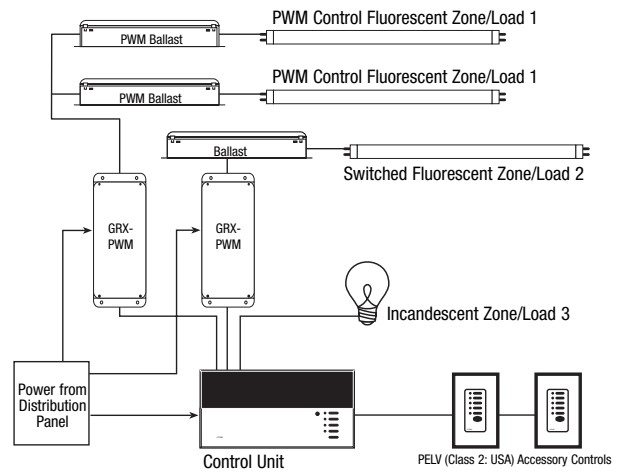 PWM Control Fluorescent Zone/Load 1
PWM Ballast
PWM Control Fluorescent Zone/Load 1
PWM Ballast
Ballast
Switched Fluorescent Zone/Load 2
GRX-
PWM
GRX-
PWM
Incandescent Zone/Load 3
Power from
Distribution
Panel
Control Unit
PELV (Class 2: USA) Accessory Controls